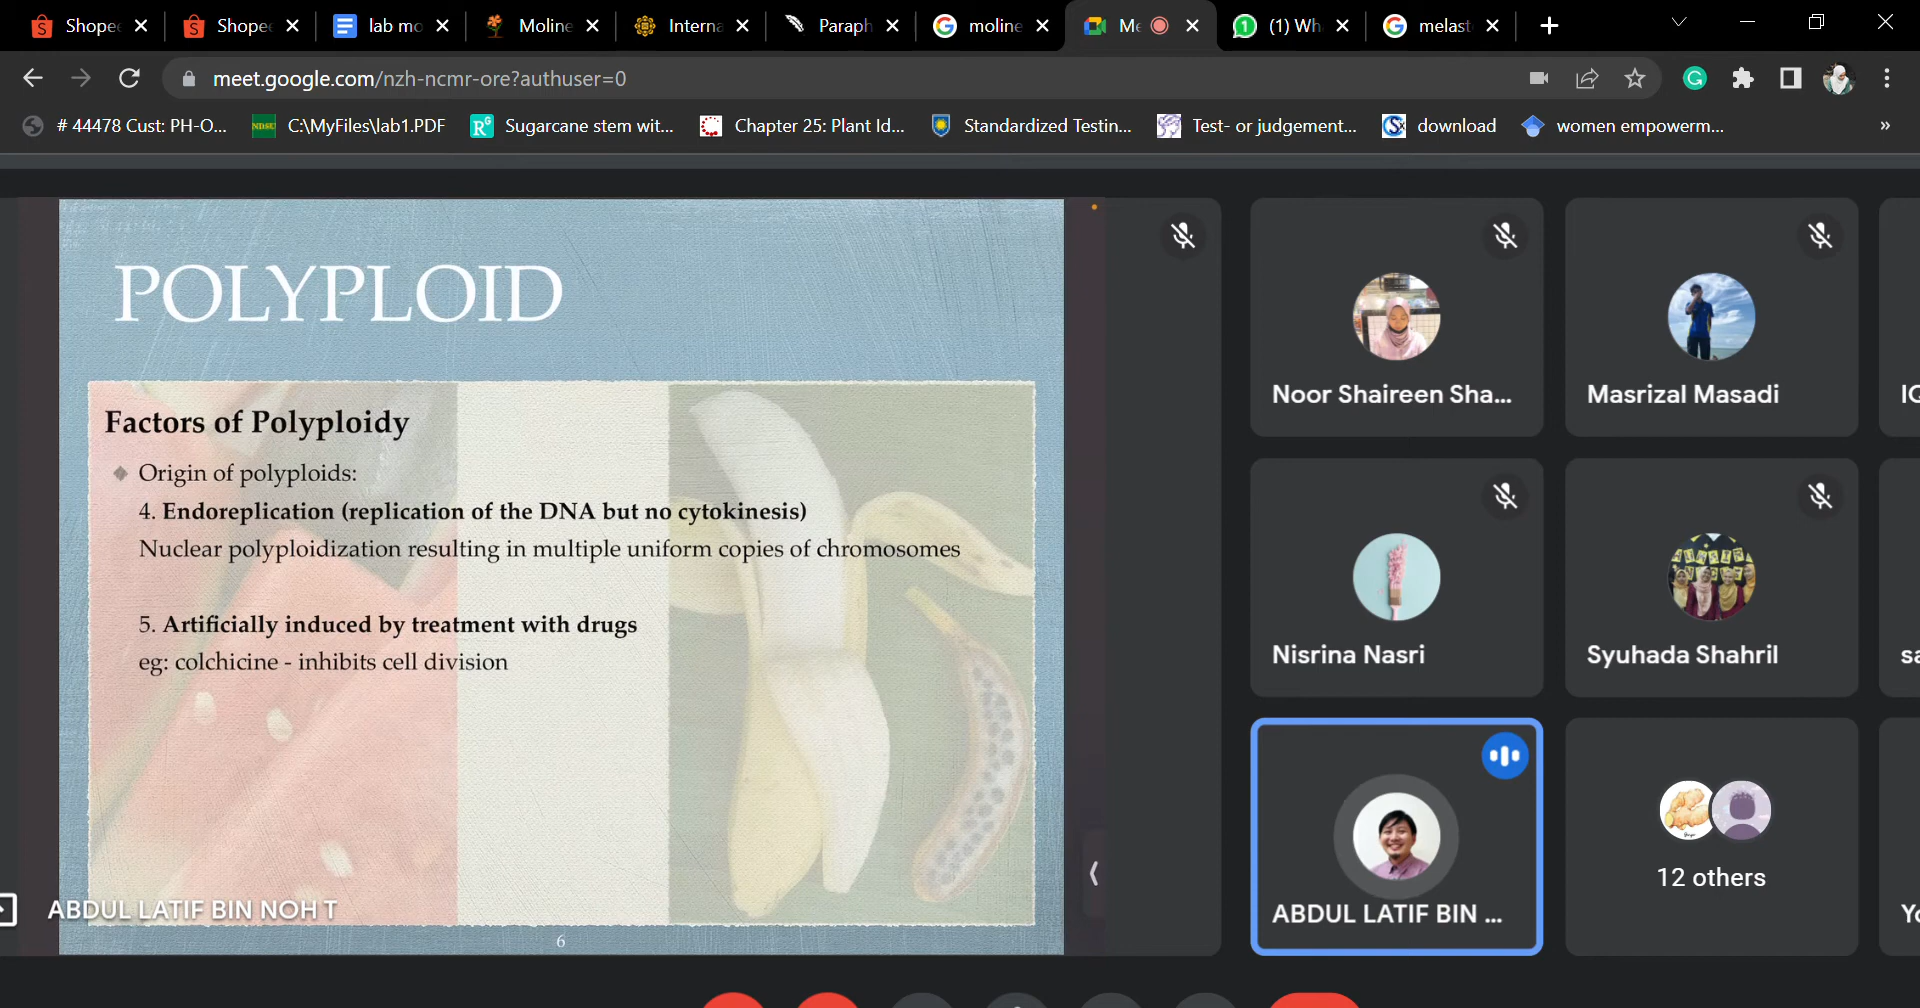 Shopee
Shopee
lab mo
Moline
Interna
Paraph
moline
Me
(1) Wh
melast
meet.google.com/nzh-ncmr-ore?authuser=0
# 44478 Cust: PH-O...
C:\MyFiles\lab1.PDF
Sugarcane stem wit...
Chapter 25: Plant Id...
Standardized Testin...
Test- or judgement...
download
women empowerm...
»
POLYPLOID
Factors of Polyploidy
Origin of polyploids:
4. Endoreplication (replication of the DNA but no cytokinesis)
Nuclear polyploidization resulting in multiple uniform copies of chromosomes
5. Artificially induced by treatment with drugs
eg: colchicine - inhibits cell division
6
ABDUL LATIF BIN NOH T
Noor Shaireen Sha...
Masrizal Masadi
Nisrina Nasri
Syuhada Shahril
ABDUL LATIF BIN ...
12 others